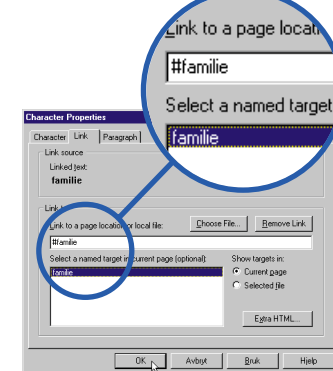 Link to a page locati
#familie
Select a named target
familie
Character Properties
Character Link Paragraph
Link source
Linked text:
familie
Link t
Link to a page location or local file:
Choose File... Remove Link
#familie
Select a named target in current page (optional):
familie
Show targets in:
Current page
Selected file
Extra HTML...
OK Avbryt Bruk Hjelp